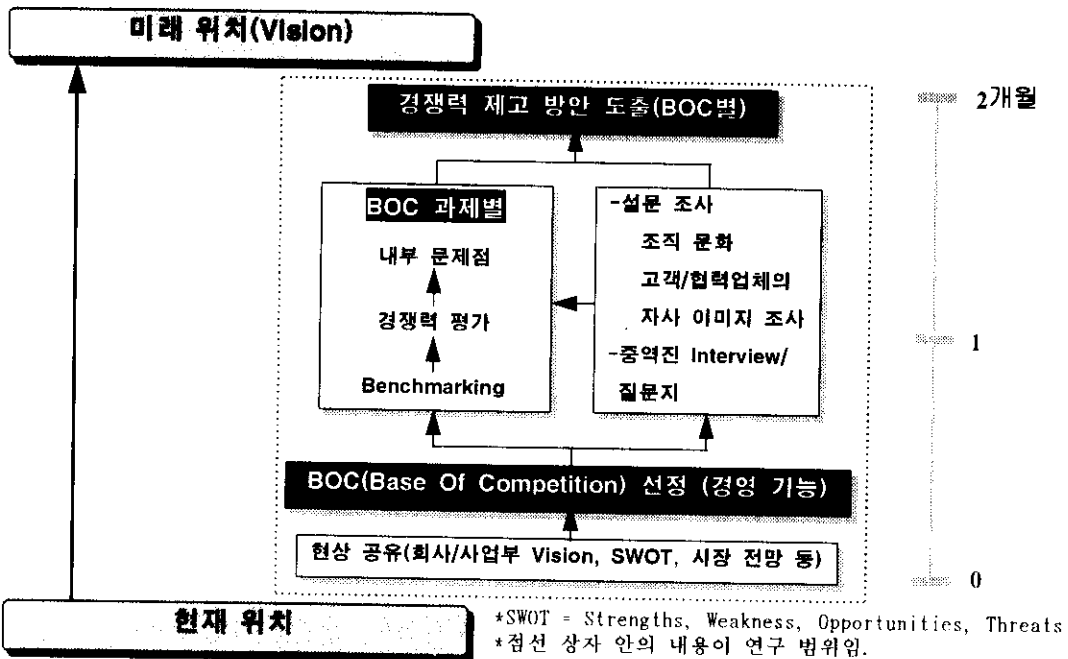 미래 위치(Vision)
경쟁력 제고 방안 도출(BOC별)
2개월
BOC 과제별
내부 문제점
경쟁력 평가
Benchmarking
-설문 조사
조직 문화
고객/협력업체의
자사 이미지 조사
-중역진 Interview/
질문지
1
BOC(Base Of Competition) 선정 (경영 기능)
현상 공유(회사/사업부 Vision, SWOT, 시장 전망 등)
0
현재 위치
*SWOT = Strengths, Weakness, Opportunities, Threats
*점선 상자 안의 내용이 연구 범위임.